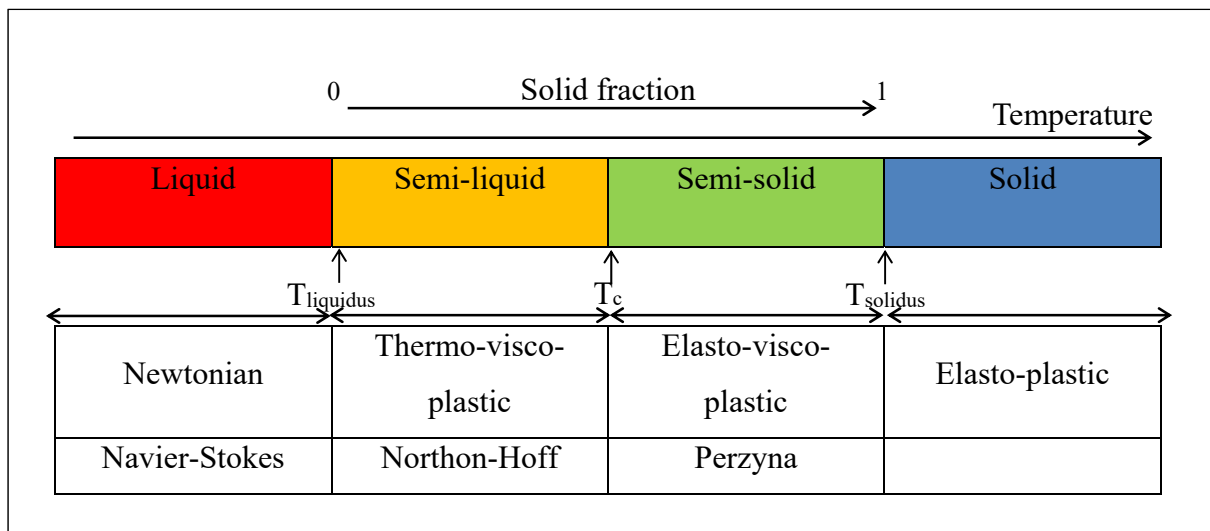 0 Solid fraction 1
Temperature
Liquid Semi-liquid Semi-solid Solid
Tliquidus Tc Tsolidus
Thermo-visco- Elasto-visco-
Newtonian Elasto-plastic
plastic plastic
Navier-Stokes Northon-Hoff Perzyna